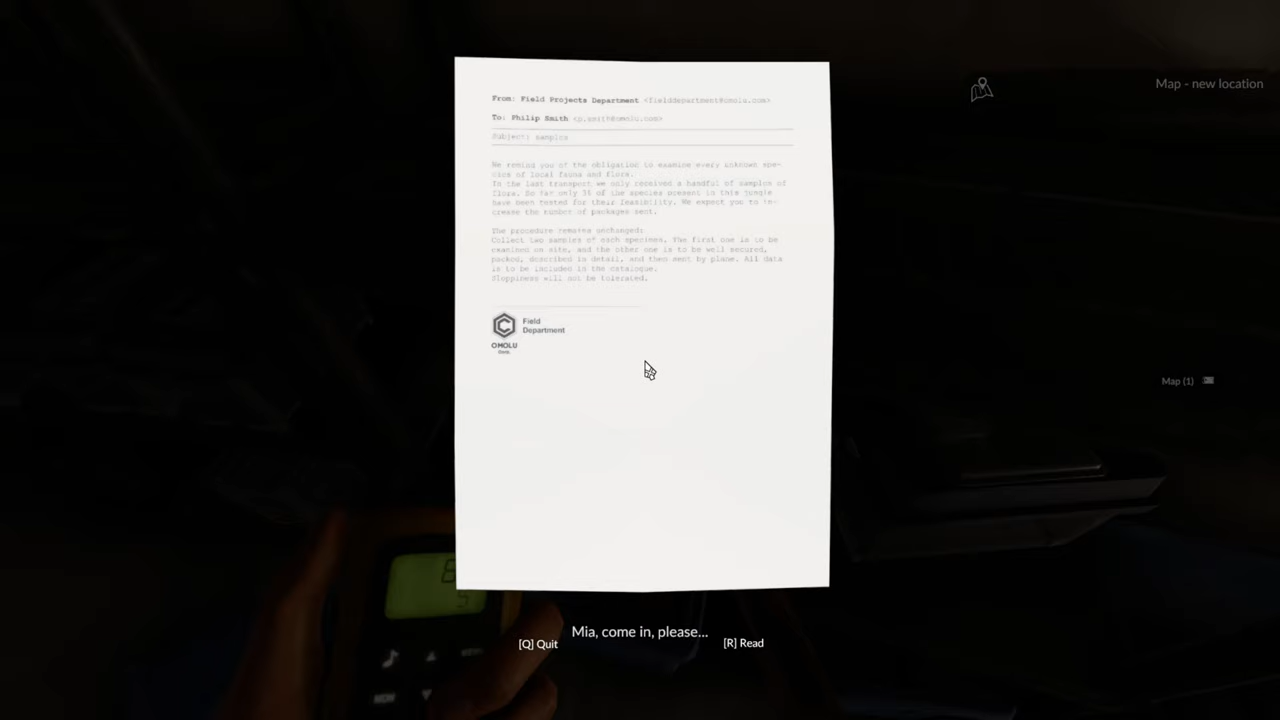 From: Field Projects Department <fielddepartment@omolu.com>
Map - new location
To: Philip Smith <p.smith@omolu.com>
Subject: samples
We remind you of the obligation to examine every unknown spe-
cies of local fauna and flora.
In the last transport we only received a handful of samples of
flora. So far only 3% of the species present in this jungle
have been tested for their feasibility. We expect you to in-
crease the number of packages sent.
The procedure remains unchanged:
Collect two samples of each specimen. The first one is to be
examined on site, and the other one is to be well secured,
packed, described in detail, and then sent by plane. All data
is to be included in the catalogue.
Sloppiness will not be tolerated.
Field
Department
OMOLU
Map (1)
Mia, come in, please...
[Q] Quit
[R] Read